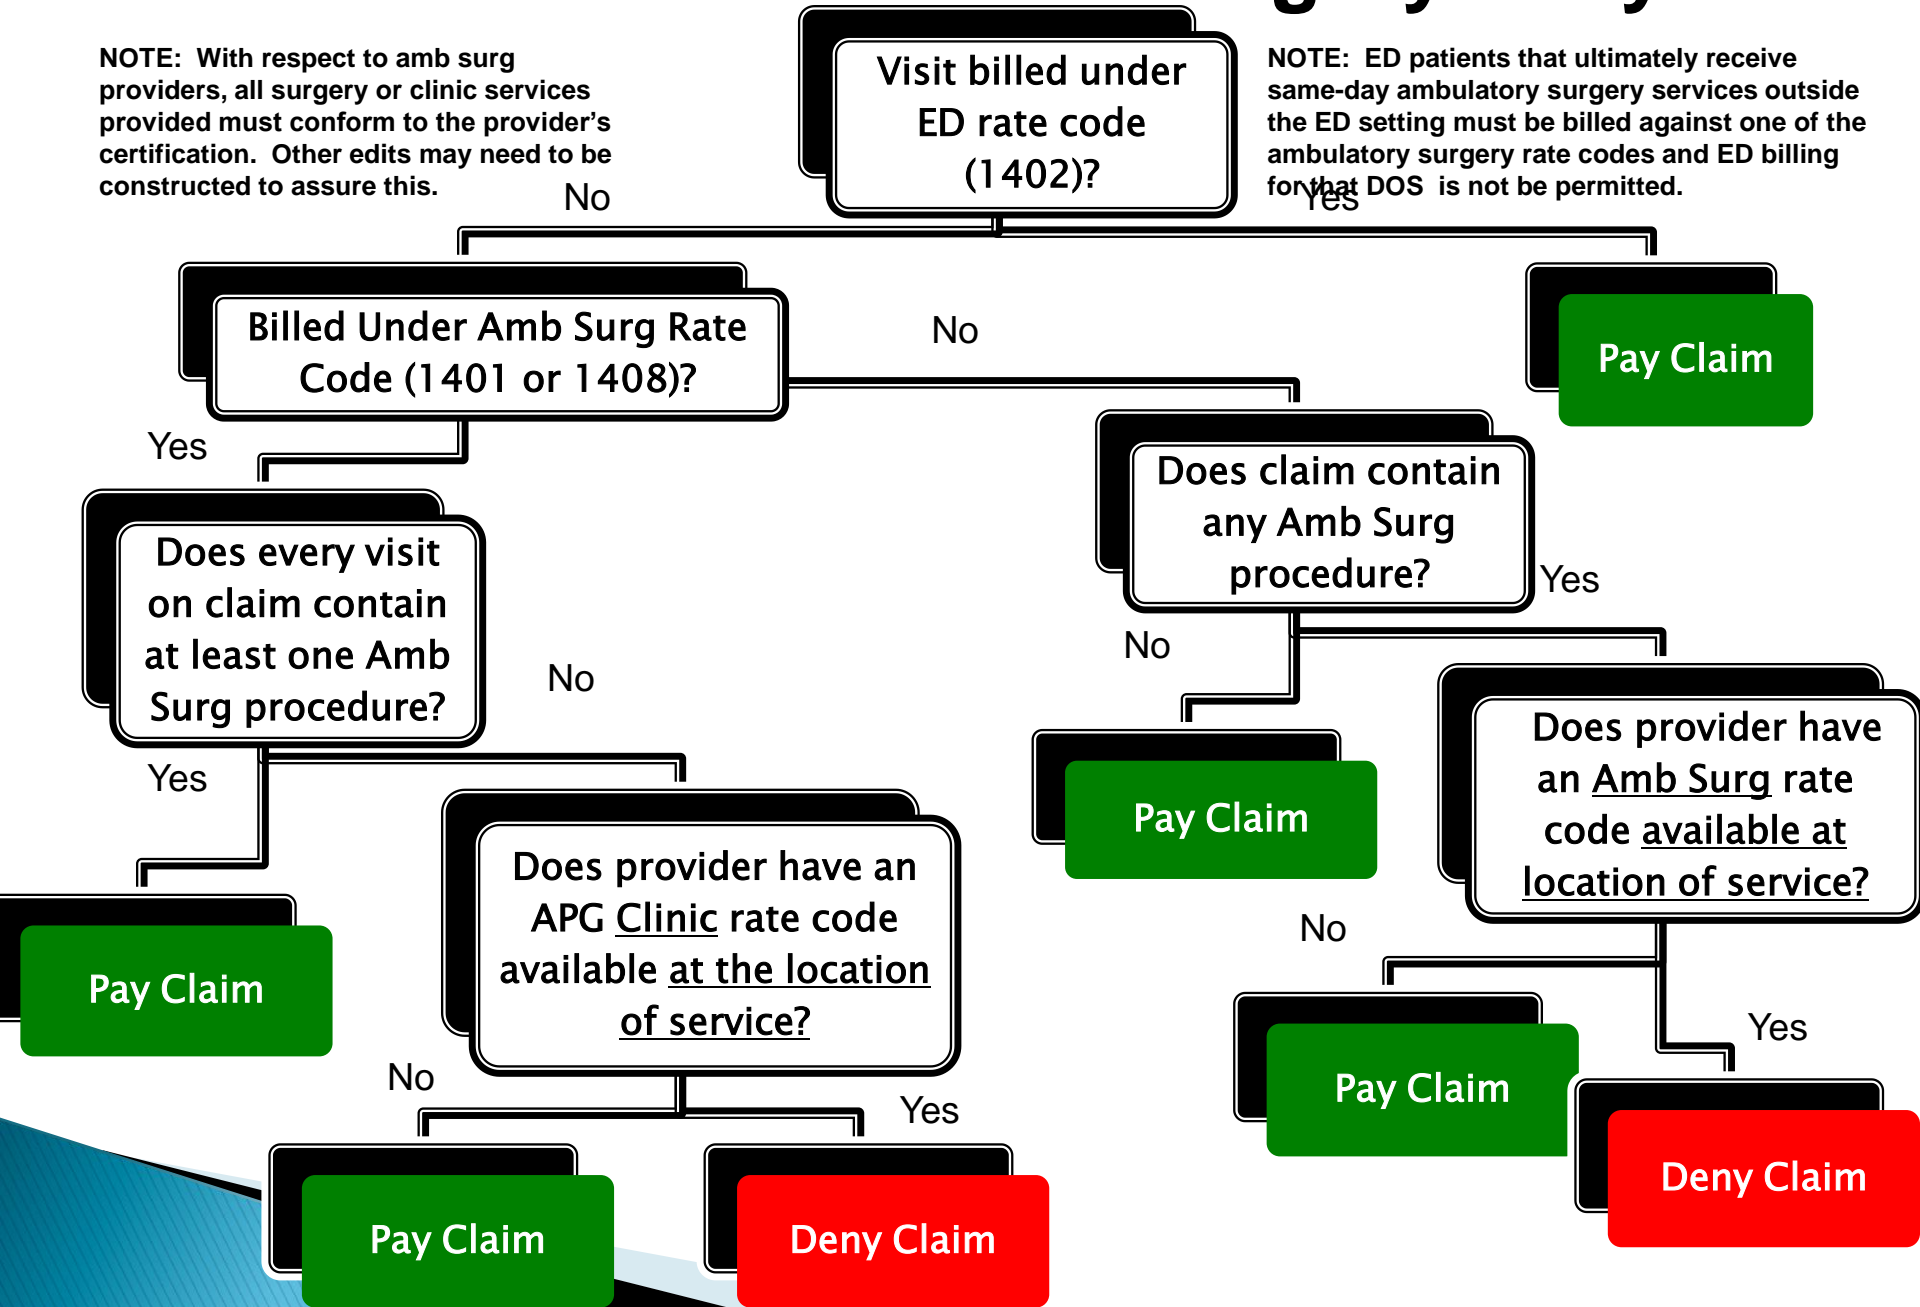 NOTE:  With respect to amb surg
providers, all surgery or clinic services
provided must conform to the provider’s
certification.  Other edits may need to be
constructed to assure this.
Visit billed under
ED rate code
(1402)?
NOTE:  ED patients that ultimately receive
same-day ambulatory surgery services outside
the ED setting must be billed against one of the
ambulatory surgery rate codes and ED billing
for that DOS  is not be permitted.
No
Yes
Billed Under Amb Surg Rate
Code (1401 or 1408)?
No
Pay Claim
Yes
Does claim contain
any Amb Surg
procedure?
Does every visit
on claim contain
at least one Amb
Surg procedure?
Yes
No
No
Does provider have
an Amb Surg rate
code available at
location of service?
Yes
Pay Claim
Does provider have an
APG Clinic rate code
available at the location
of service?
No
Pay Claim
Yes
Pay Claim
No
Yes
Deny Claim
Pay Claim
Deny Claim